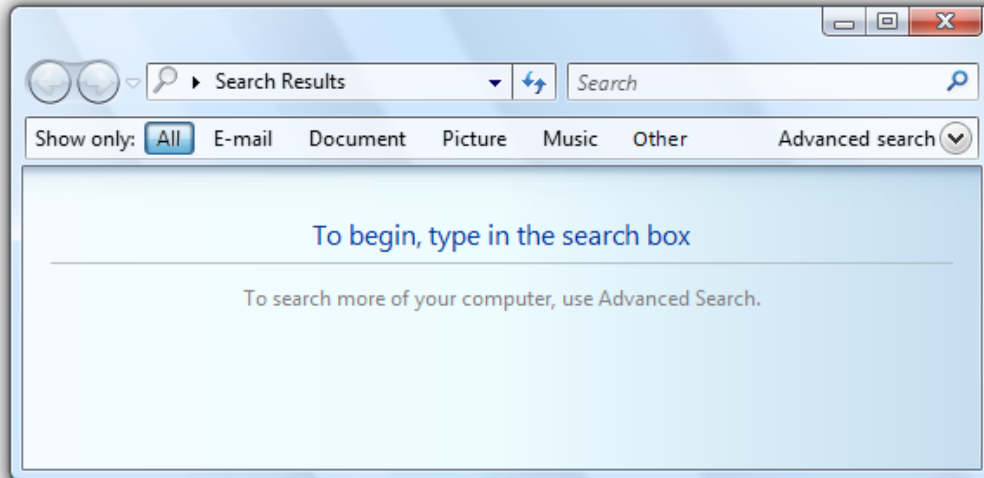 Search Results
Search
Show only: All E-mail Document Picture Music Other Advanced search
To begin, type in the search box
To search more of your computer, use Advanced Search.